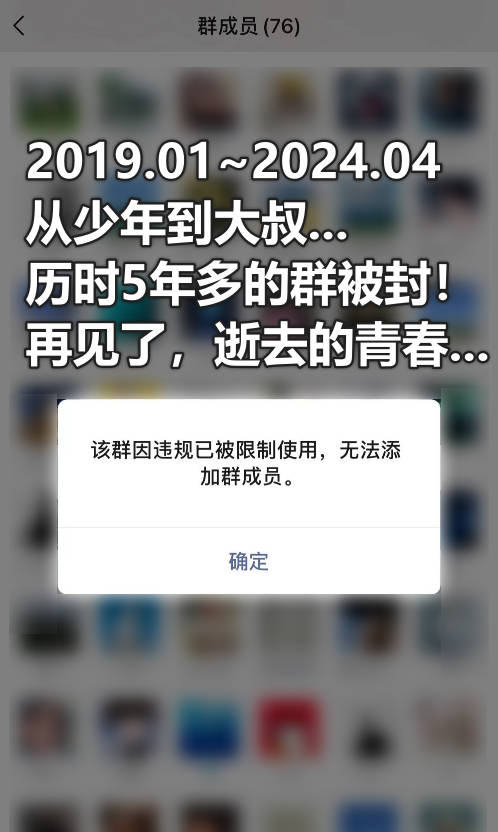 群成员(76)
2019.01~2024.04
从少年到大叔...
历时5年多的群被封!
再见了，逝去的青春...
该群因违规已被限制使用，无法添
加群成员。
确定